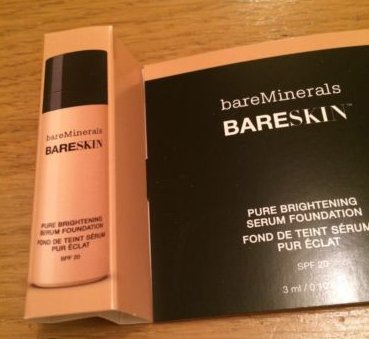 bareMinerals
BARESKIN
PURE BRIGHTENING
SERUM FOUNDATION
FOND DE TEINT SÉRUM
PUR ÉCLAT
SPF 20
bareMinerals
BARESKIN™
PURE BRIGHTENING
SERUM FOUNDATION
FOND DE TEINT SÉRUM
PUR ÉCLAT
SPF 20
3 ml /